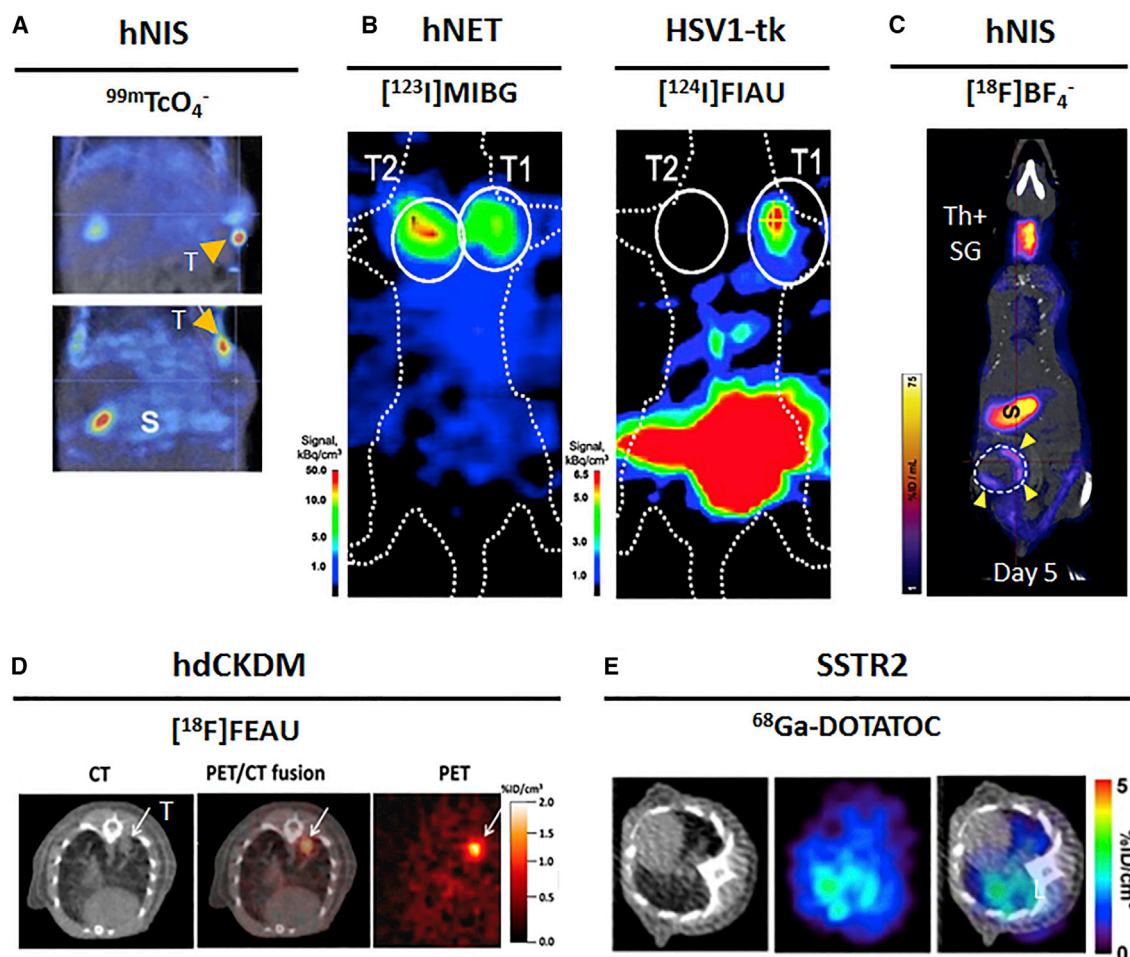 A
hNIS
⁹⁹ᵐTcO₄⁻
T
T
S
B
hNET
[¹²³I]MIBG
T2
T1
Signal,
kBq/cm³
50.0
10.0
5.0
1.0
HSV1-tk
[¹²⁴I]FIAU
T2
T1
Signal,
kBq/cm³
6.5
5.0
3.0
1.0
C
hNIS
[¹⁸F]BF₄⁻
Th+
SG
S
75
%ID / mL
1
Day 5
D
hdCKDM
[¹⁸F]FEAU
CT
PET/CT fusion
PET
T
%ID/cm³
2.0
1.5
1.0
0.5
0.0
E
SSTR2
⁶⁸Ga-DOTATOC
L
5
%ID/cm³
0